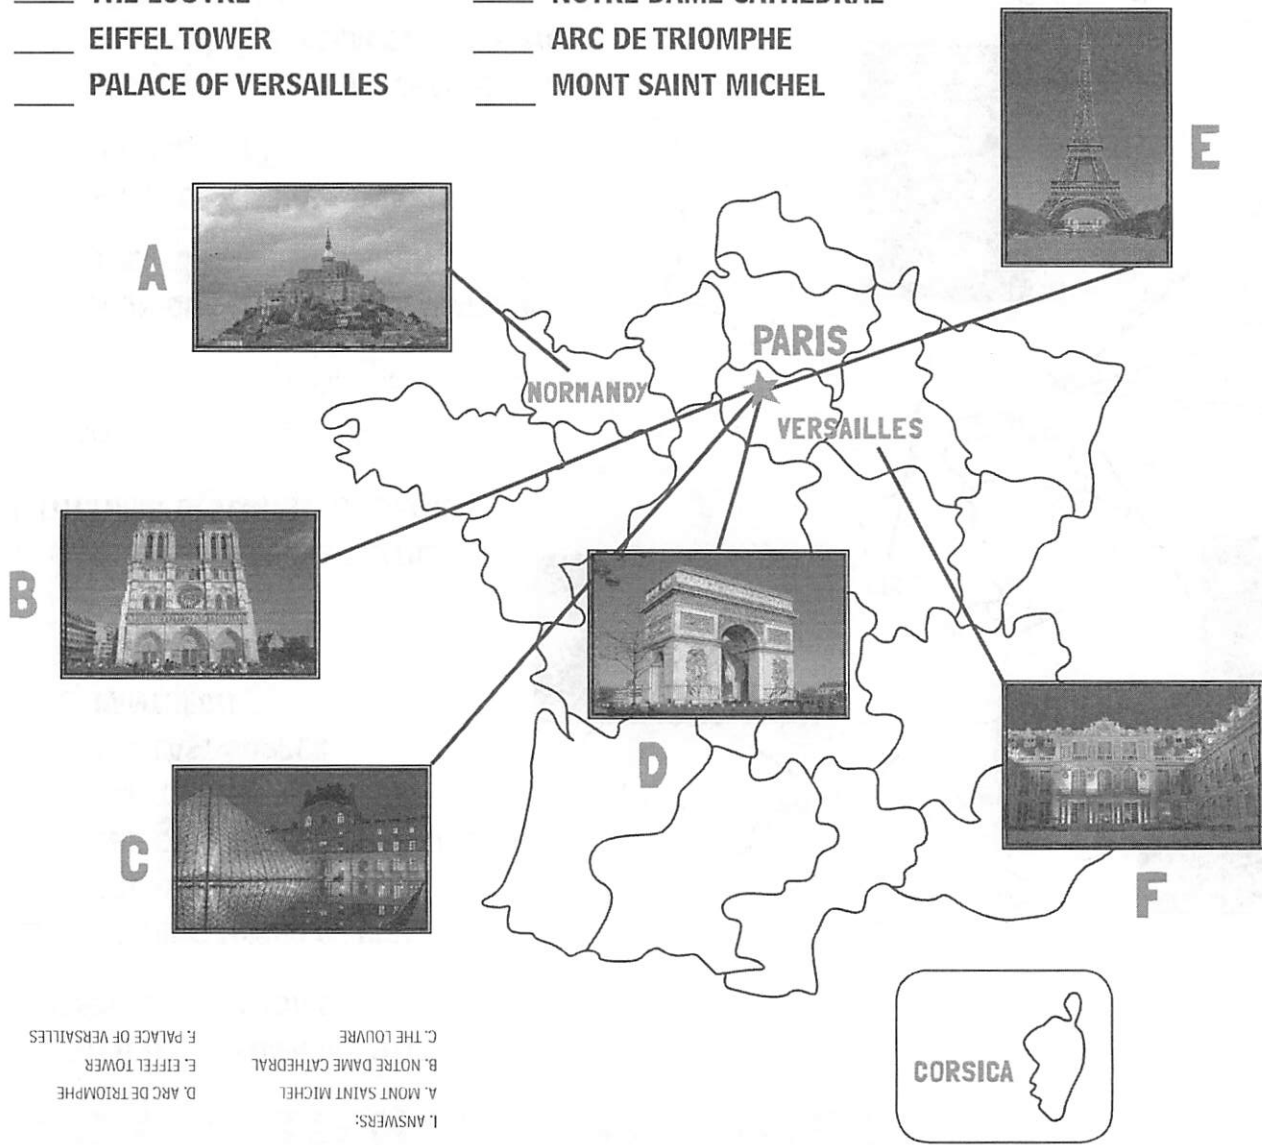 THE LOUVRE
NOTRE DAME CATHEDRAL
EIFFEL TOWER
ARC DE TRIOMPHE
PALACE OF VERSAILLES
MONT SAINT MICHEL
E
A
PARIS
NORMANDY
VERSAILLES
B
D
C
F
CORSICA
I. ANSWERS:
A. MONT SAINT MICHEL
B. NOTRE DAME CATHEDRAL
C. THE LOUVRE
D. ARC DE TRIOMPHE
E. EIFFEL TOWER
F. PALACE OF VERSAILLES